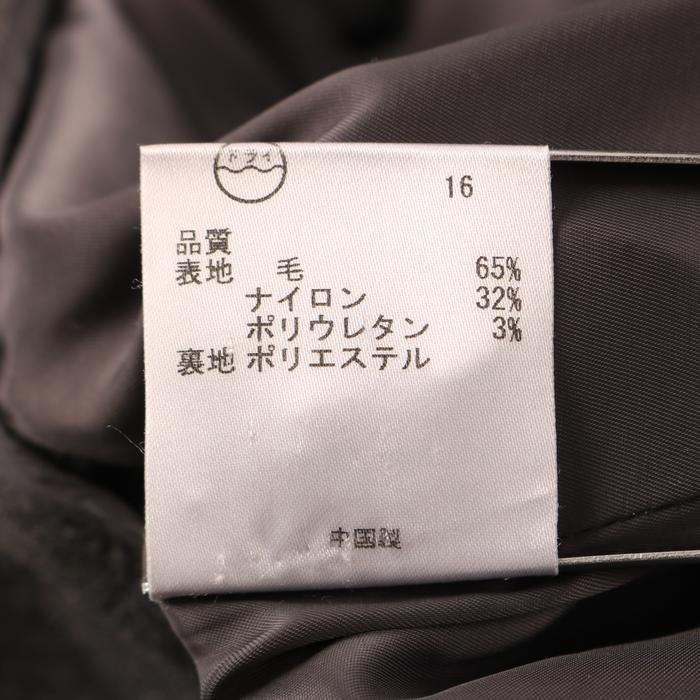 ドライ
16
品質
表地 毛 65%
ナイロン 32%
ポリウレタン 3%
裏地 ポリエステル
中国製